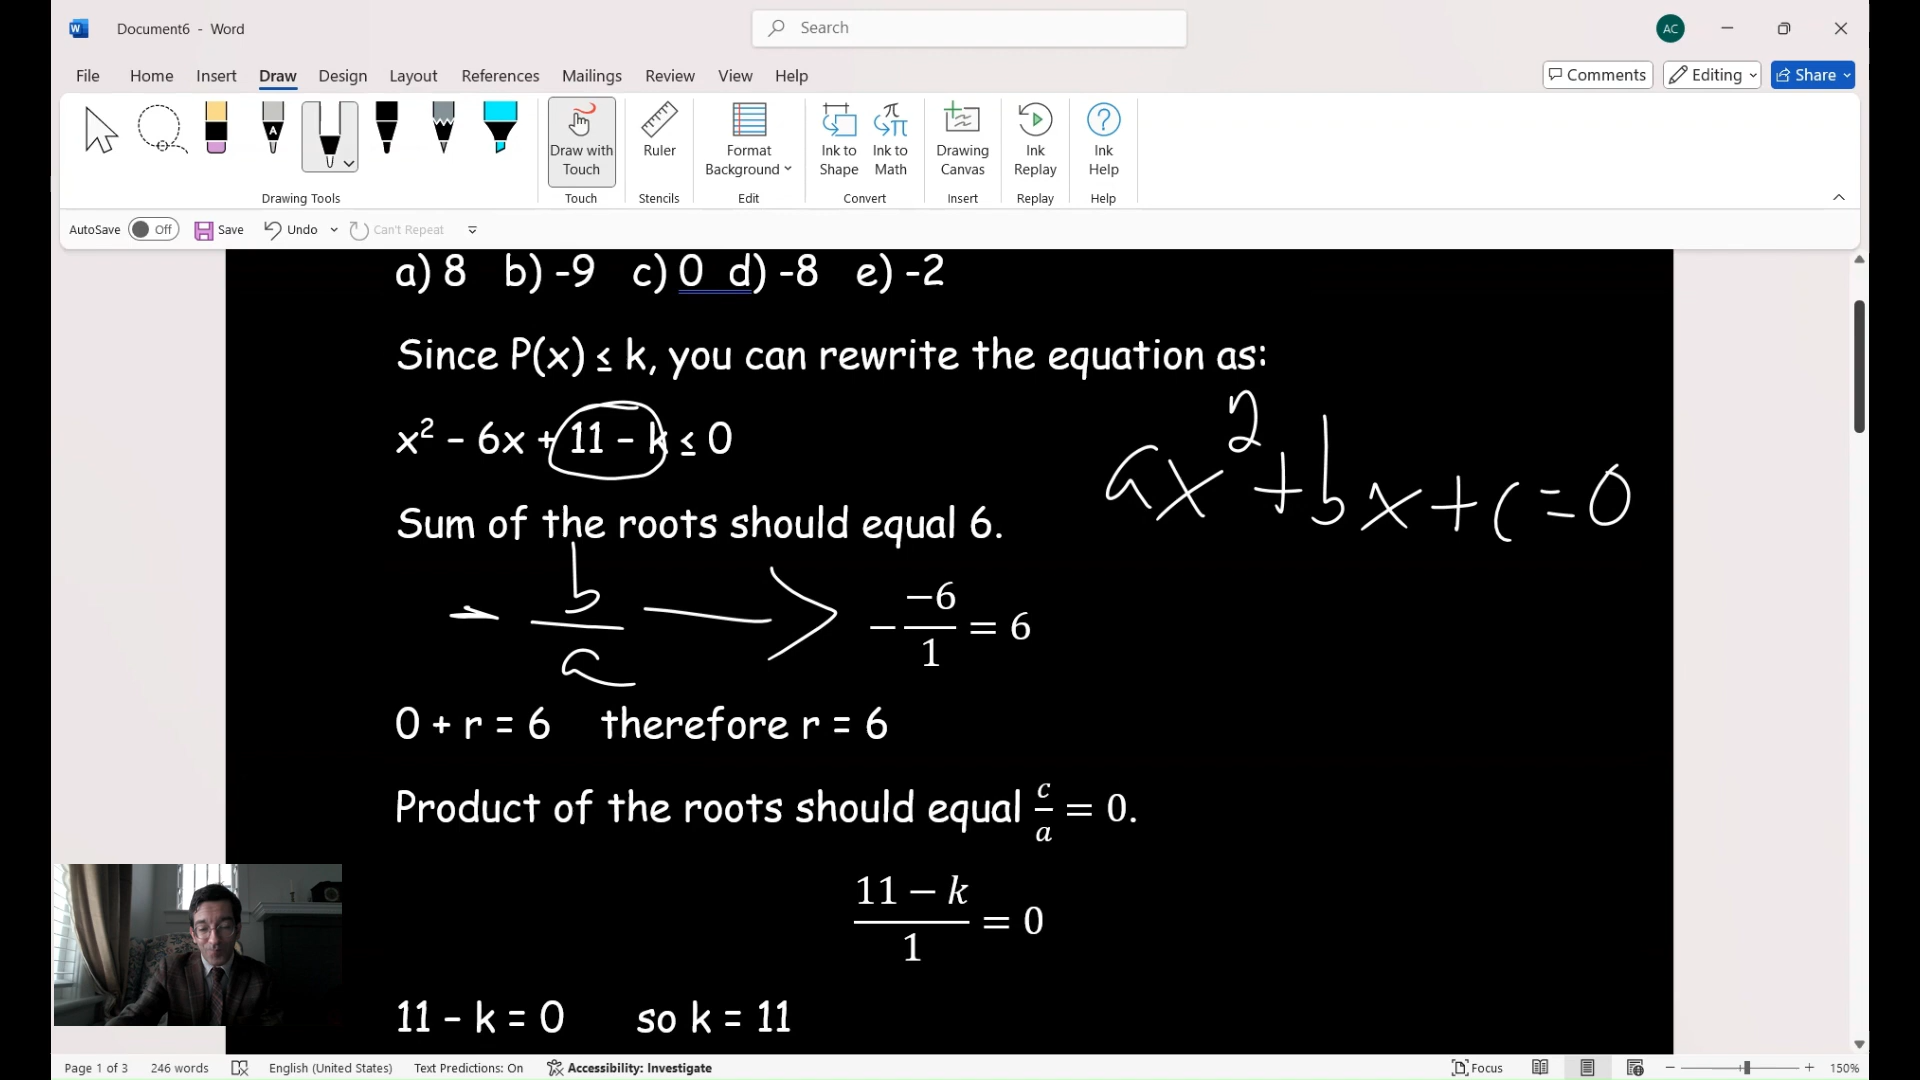 Document6 - Word
Search
AC
File Home Insert Draw Design Layout References Mailings Review View Help
Comments Editing Share
A
Draw with Touch
Ruler
Format Background
Ink to Shape
Ink to Math
Drawing Canvas
Ink Replay
Ink Help
Drawing Tools Touch Stencils Edit Convert Insert Replay Help
AutoSave Off Save Undo Can't Repeat
a) 8 b) -9 c) 0 d) -8 e) -2
Since P(x) ≤ k, you can rewrite the equation as:
x² - 6x + 11 - k ≤ 0
ax² + bx + c = 0
Sum of the roots should equal 6.
- b/a → - -6/1 = 6
0 + r = 6 therefore r = 6
Product of the roots should equal c/a = 0.
11 - k / 1 = 0
11 - k = 0 so k = 11
Page 1 of 3 246 words English (United States) Text Predictions: On Accessibility: Investigate Focus 150%